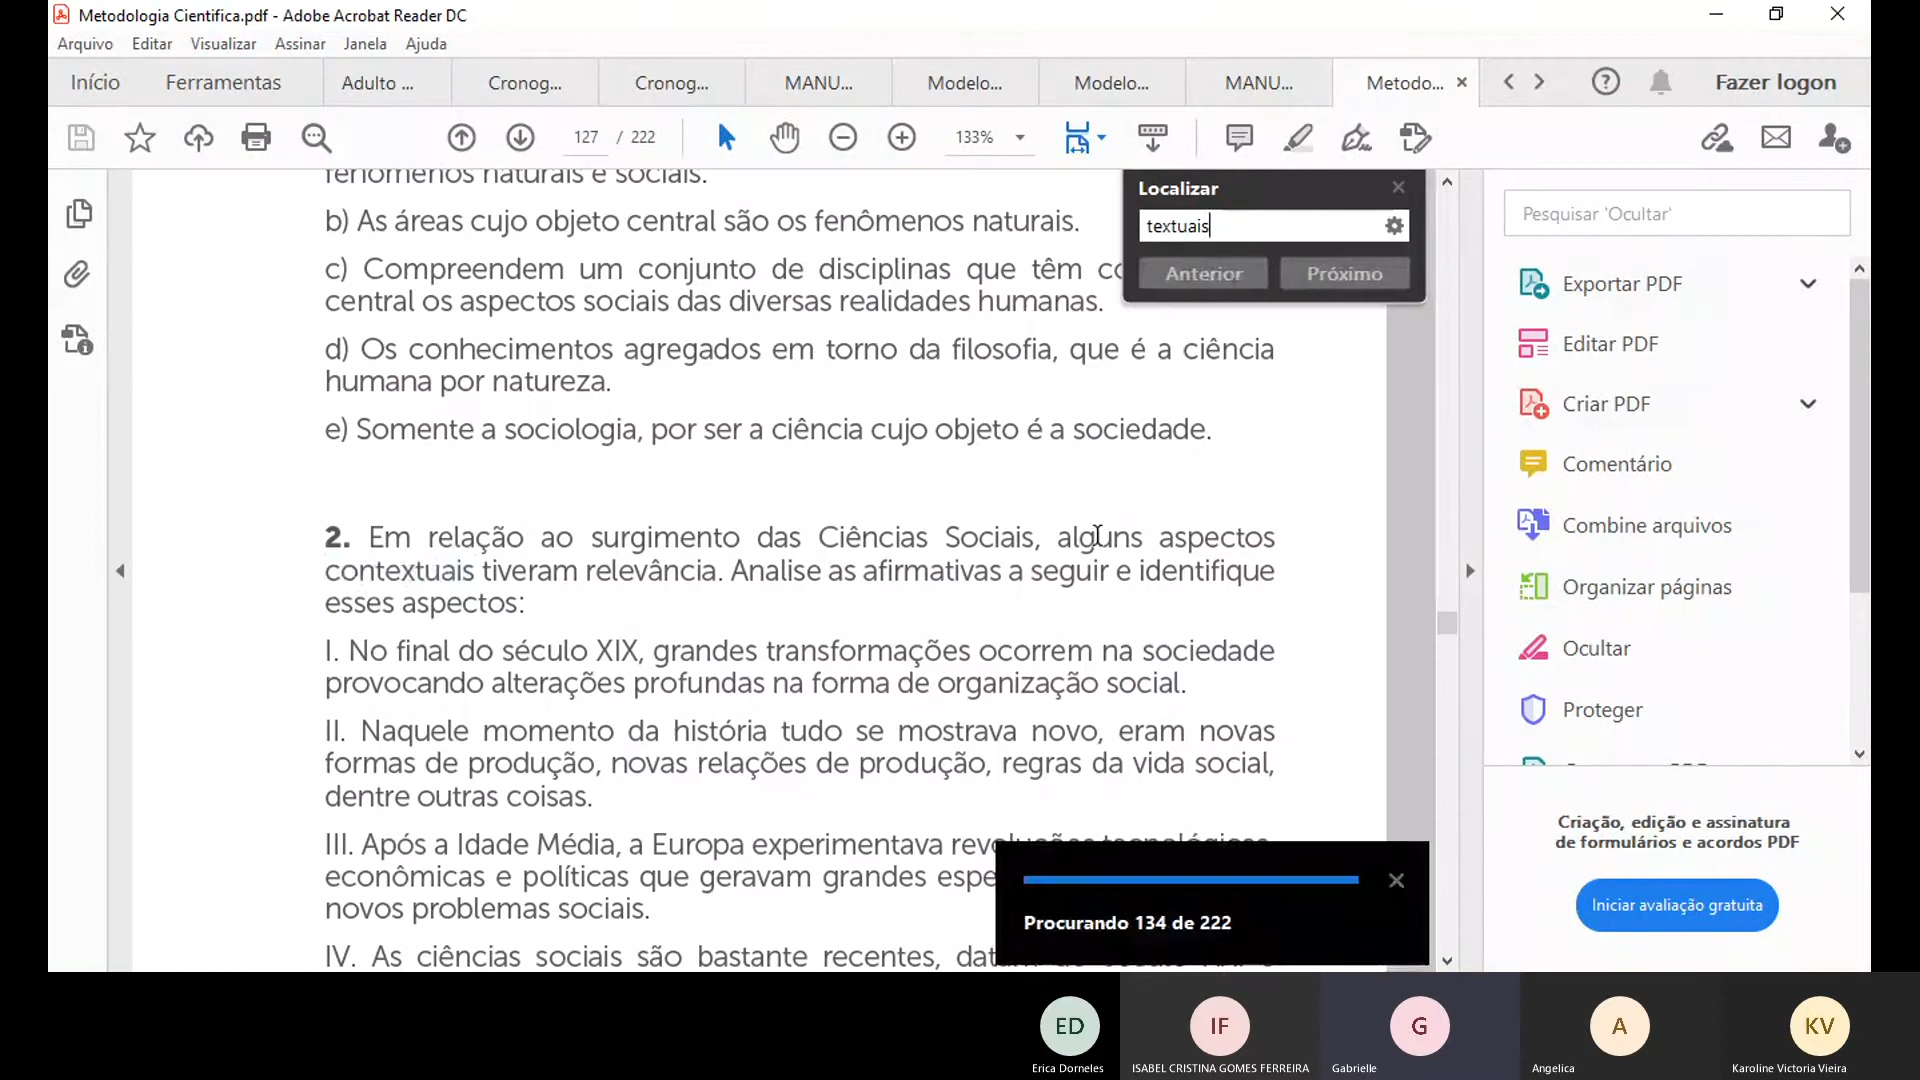 Metodologia Cientifica.pdf - Adobe Acrobat Reader DC
Arquivo Editar Visualizar Assinar Janela Ajuda
Início Ferramentas Adulto ... Cronog... Cronog... MANU... Modelo... Modelo... MANU... Metodo... Fazer logon
127 / 222 133%
fenômenos naturais e sociais.
b) As áreas cujo objeto central são os fenômenos naturais.
c) Compreendem um conjunto de disciplinas que têm
central os aspectos sociais das diversas realidades humanas.
d) Os conhecimentos agregados em torno da filosofia, que é a ciência
humana por natureza.
e) Somente a sociologia, por ser a ciência cujo objeto é a sociedade.
2. Em relação ao surgimento das Ciências Sociais, alguns aspectos
contextuais tiveram relevância. Analise as afirmativas a seguir e identifique
esses aspectos:
I. No final do século XIX, grandes transformações ocorrem na sociedade
provocando alterações profundas na forma de organização social.
II. Naquele momento da história tudo se mostrava novo, eram novas
formas de produção, novas relações de produção, regras da vida social,
dentre outras coisas.
III. Após a Idade Média, a Europa experimentava revoluções tecnológicas,
econômicas e políticas que geravam grandes
novos problemas sociais.
IV. As ciências sociais são bastante recentes,
Localizar
textuais
Anterior Próximo
Procurando 134 de 222
Pesquisar 'Ocultar'
Exportar PDF
Editar PDF
Criar PDF
Comentário
Combine arquivos
Organizar páginas
Ocultar
Proteger
Criação, edição e assinatura
de formulários e acordos PDF
Iniciar avaliação gratuita
ED IF G A KV
Erica Dorneles ISABEL CRISTINA GOMES FERREIRA Gabrielle Angelica Karoline Victoria Vieira